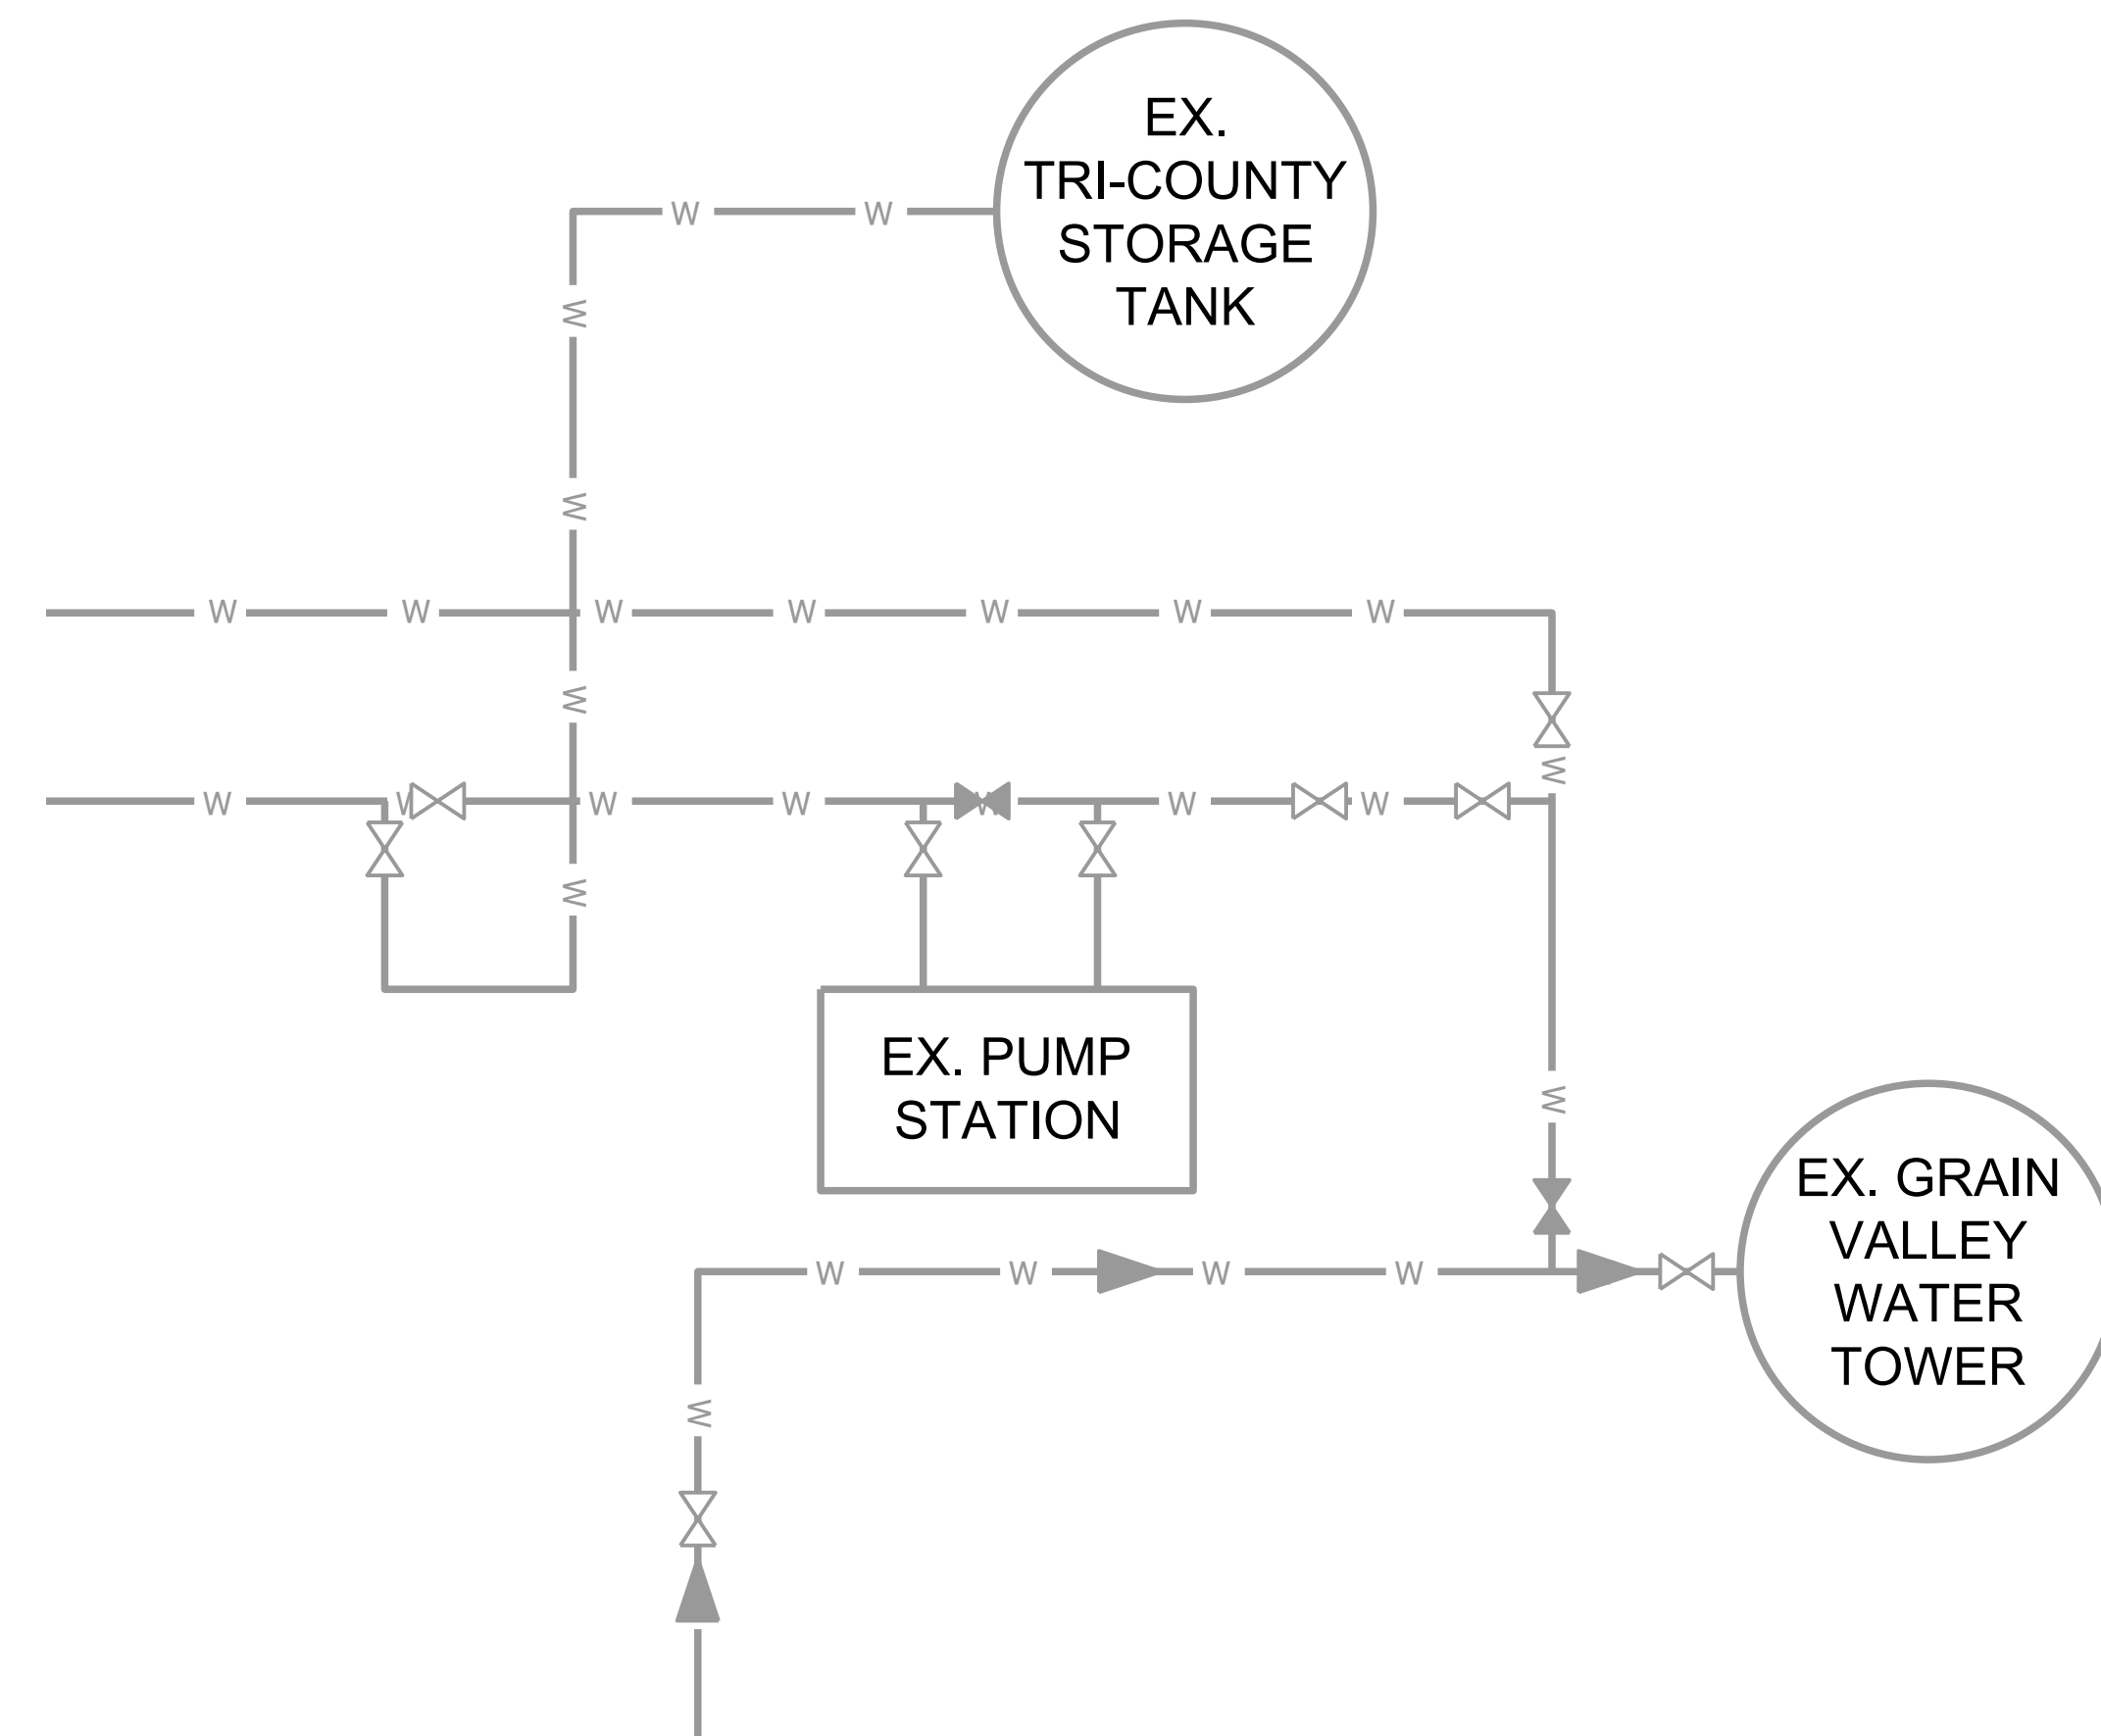 EX.
TRI-COUNTY
STORAGE
TANK
W W
W
W
W W W W W W W
W
W
W W W W W W W
W
EX. PUMP
STATION
W
EX. GRAIN
VALLEY
WATER
TOWER
W W W W
W